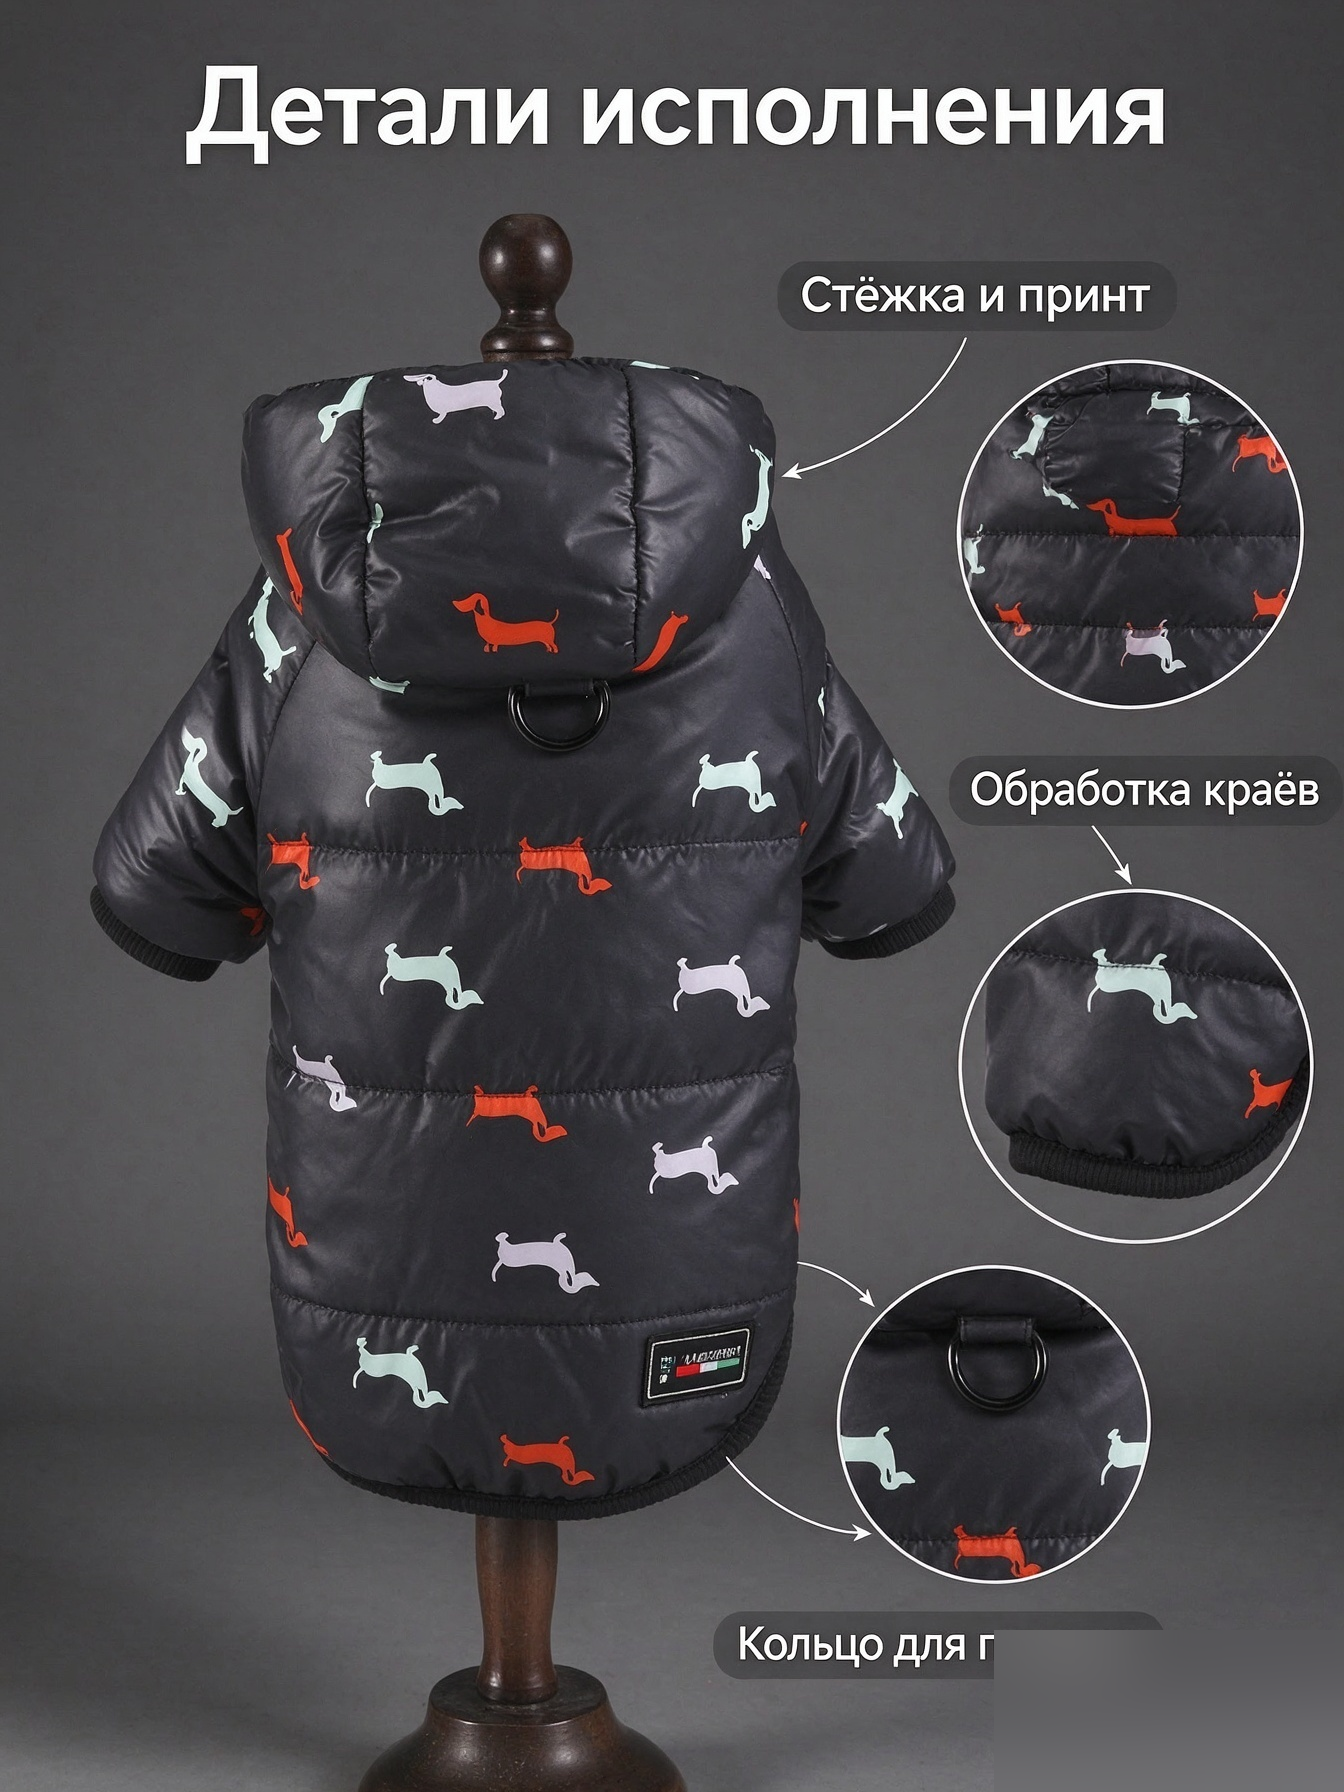 Детали исполнения
Стёжка и принт
Обработка краёв
Кольцо для